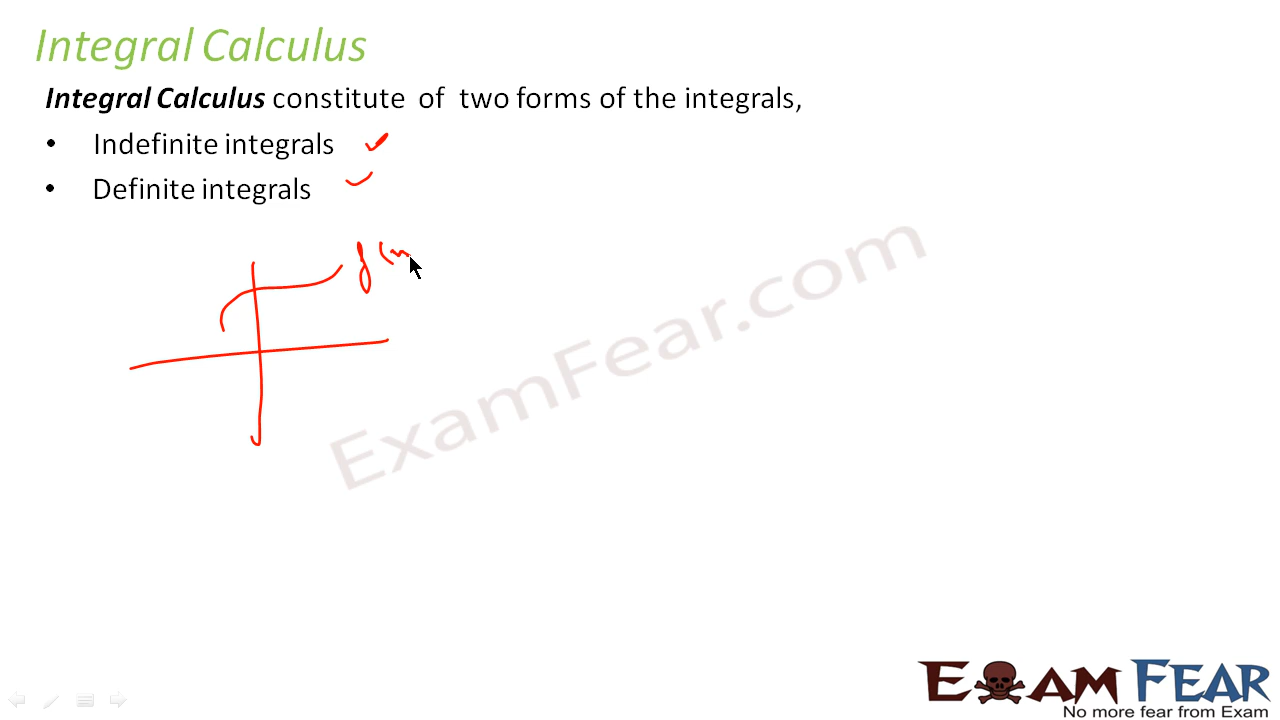 Integral Calculus
Integral Calculus constitute of two forms of the integrals,
• Indefinite integrals
• Definite integrals
ExamFear.com
EXAM FEAR
No more fear from Exam